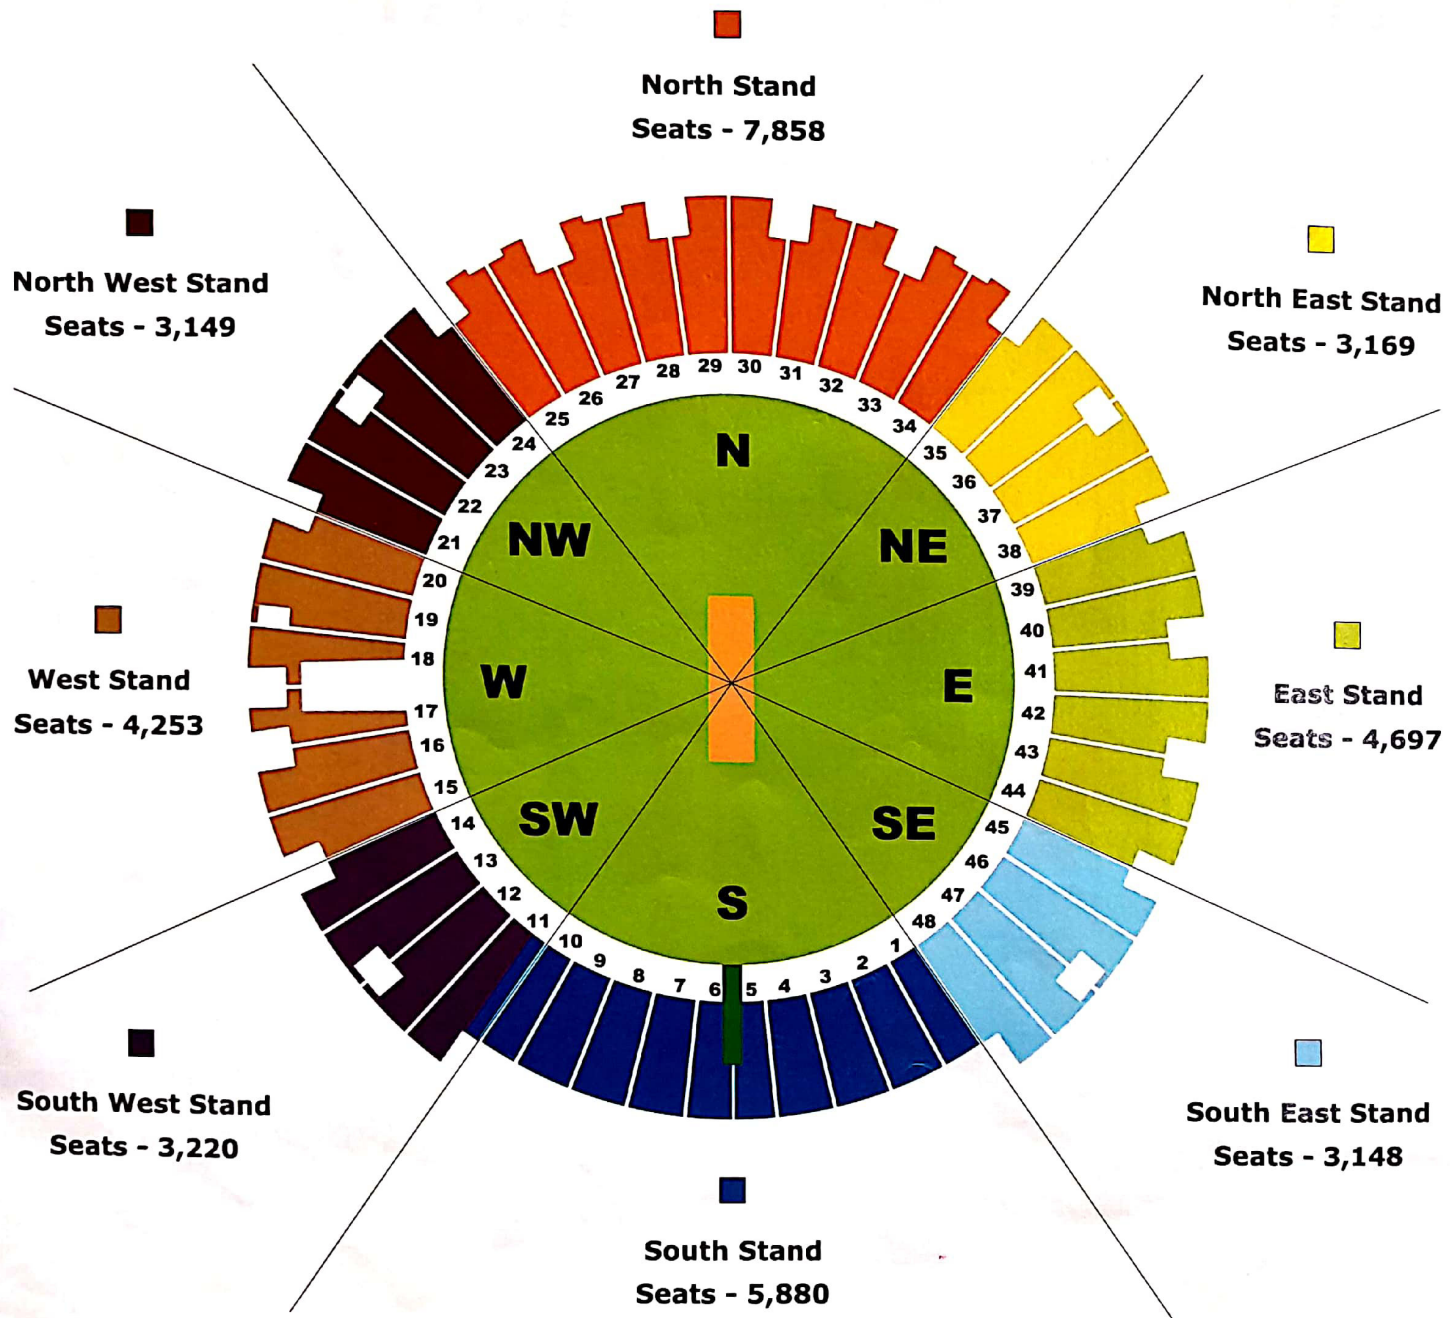 North Stand
Seats - 7,858
North West Stand
Seats - 3,149
North East Stand
Seats - 3,169
West Stand
Seats - 4,253
East Stand
Seats - 4,697
South West Stand
Seats - 3,220
South East Stand
Seats - 3,148
South Stand
Seats - 5,880
N
NE
E
SE
S
SW
W
NW
1
2
3
4
5
6
7
8
9
10
11
12
13
14
15
16
17
18
19
20
21
22
23
24
25
26
27
28
29
30
31
32
33
34
35
36
37
38
39
40
41
42
43
44
45
46
47
48